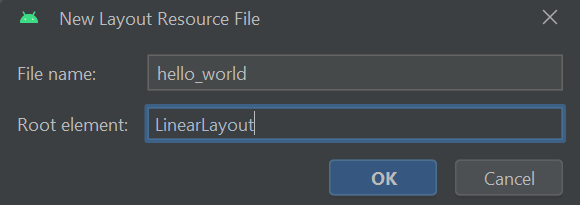 New Layout Resource File
File name: hello_world
Root element: LinearLayout
OK Cancel